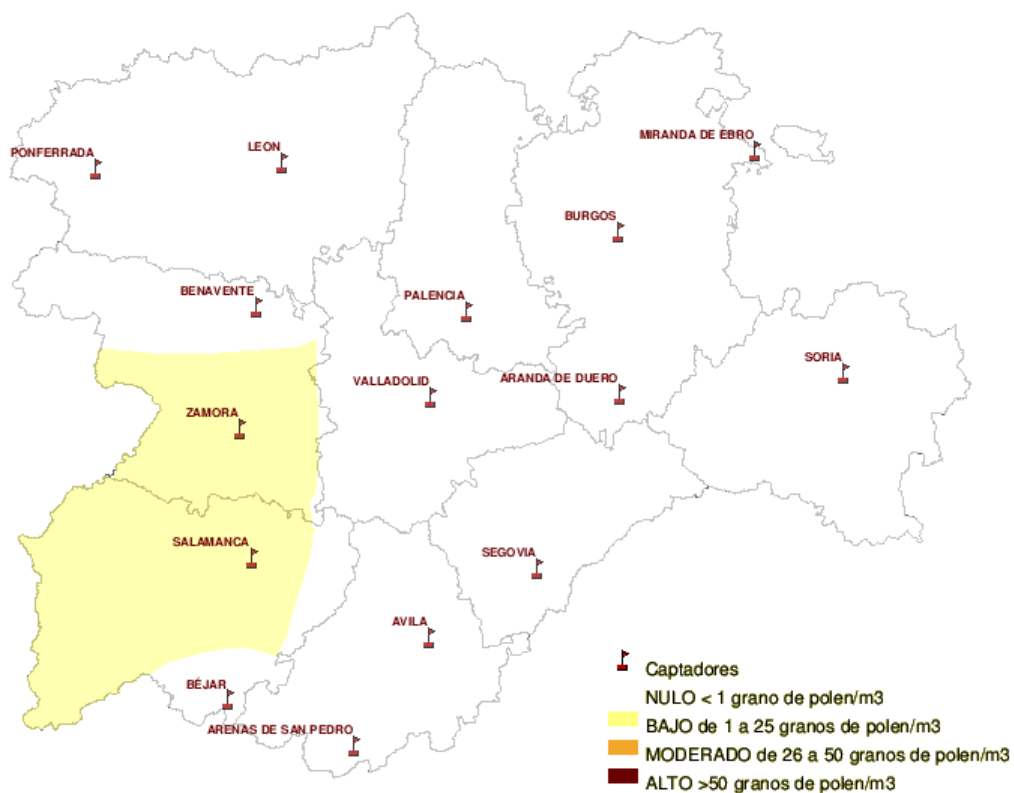 MIRANDA DE EBRO
LEON
PONFERRADA
BURGOS
BENAVENTE
PALENCIA
SORIA
ARANDA DE DUERO
VALLADOLID
ZAMORA
SALAMANCA
SEGOVIA
AVILA
BÉJAR
ARENAS DE SAN PEDRO
Captadores
NULO < 1 grano de polen/m3
BAJO de 1 a 25 granos de polen/m3
MODERADO de 26 a 50 granos de polen/m3
ALTO >50 granos de polen/m3